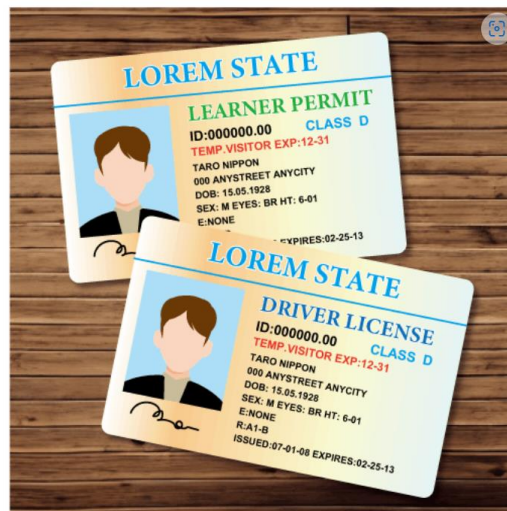 LOREM STATE
LEARNER PERMIT
ID:000000.00 CLASS D
TEMP.VISITOR EXP:12-31
TARO NIPPON
000 ANYSTREET ANYCITY
DOB: 15.05.1928
SEX: M EYES: BR HT: 6-01
E:NONE
EXPIRES:02-25-13
LOREM STATE
DRIVER LICENSE
ID:000000.00 CLASS D
TEMP.VISITOR EXP:12-31
TARO NIPPON
000 ANYSTREET ANYCITY
DOB: 15.05.1928
SEX: M EYES: BR HT: 6-01
E:NONE
R:A1-B
ISSUED:07-01-08 EXPIRES:02-25-13